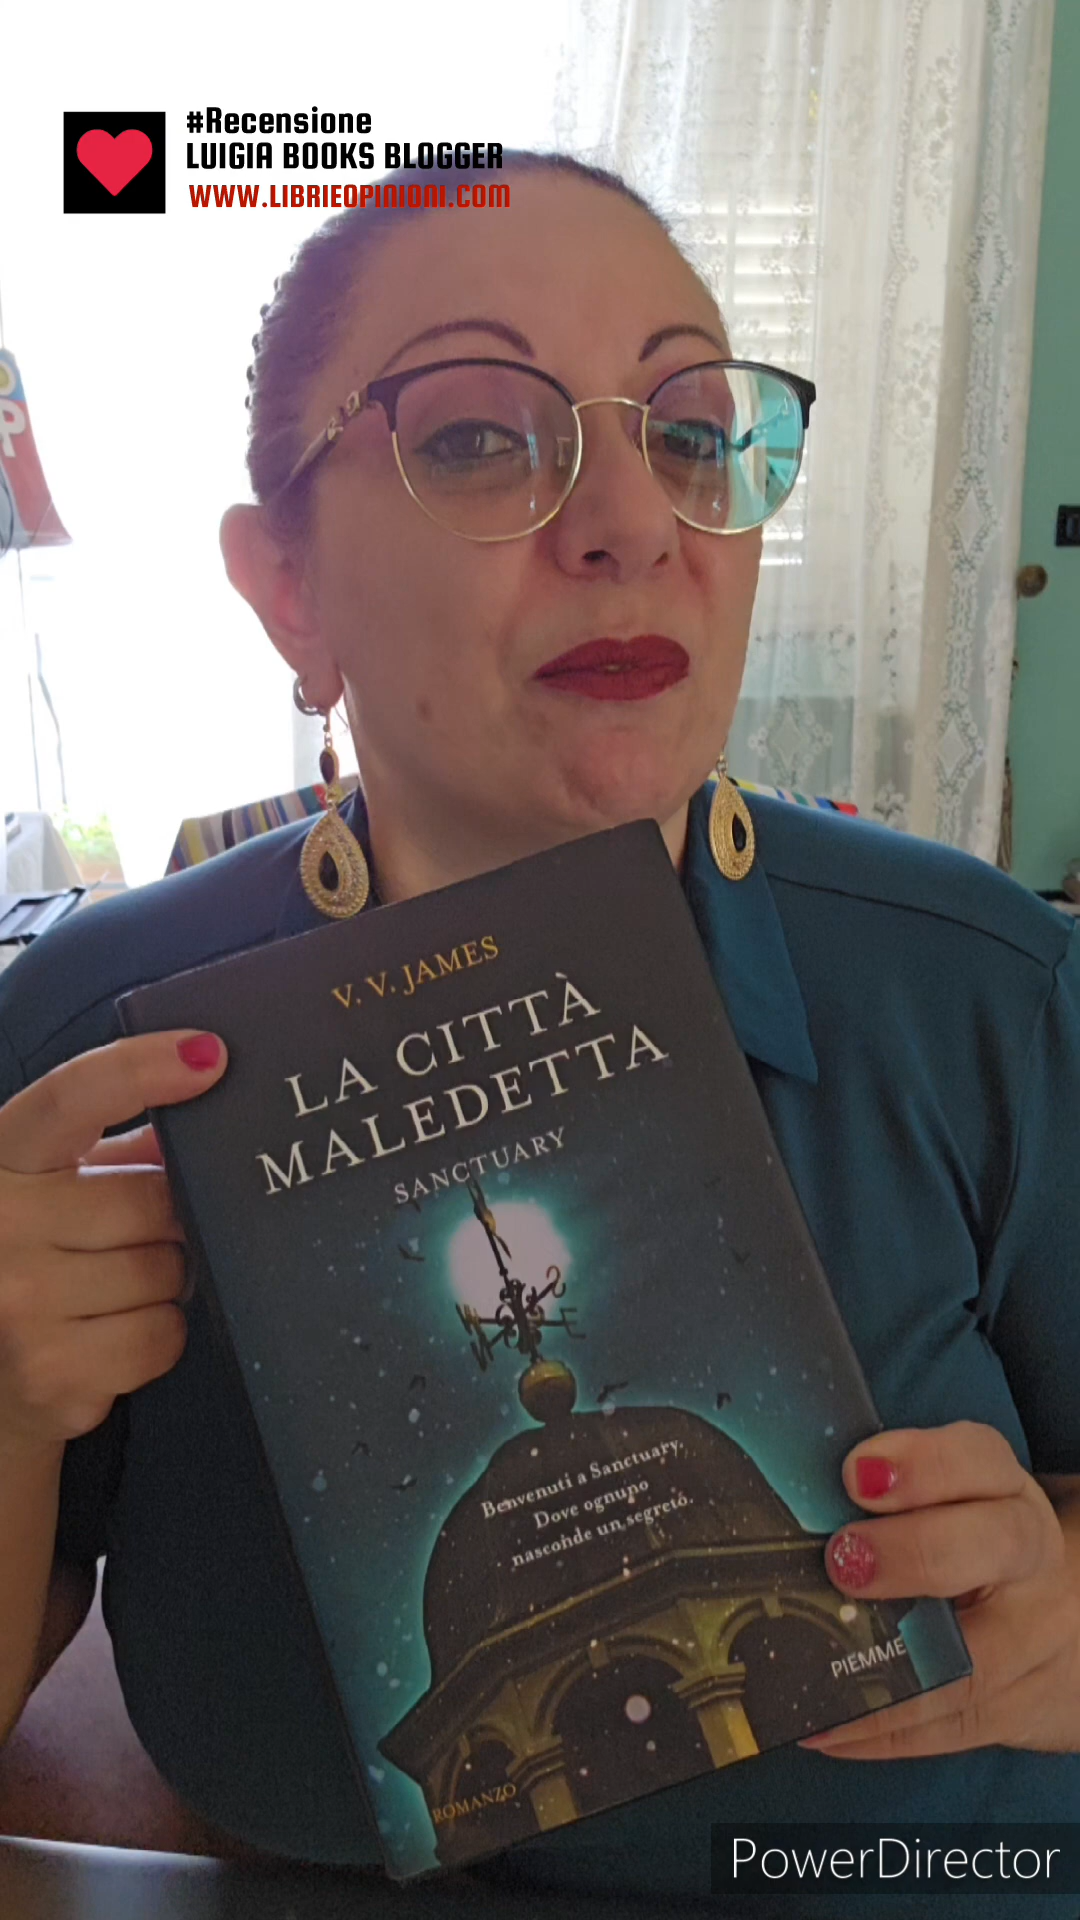 #Recensione
LUIGIA BOOKS BLOGGER
WWW.LIBRIEOPINIONI.COM
P
V. V. JAMES
LA CITTÀ
MALEDETTA
SANCTUARY
S
E
N
Benvenuti a Sanctuary.
Dove ognuno
nasconde un segreto.
PIEMME
ROMANZO
PowerDirector